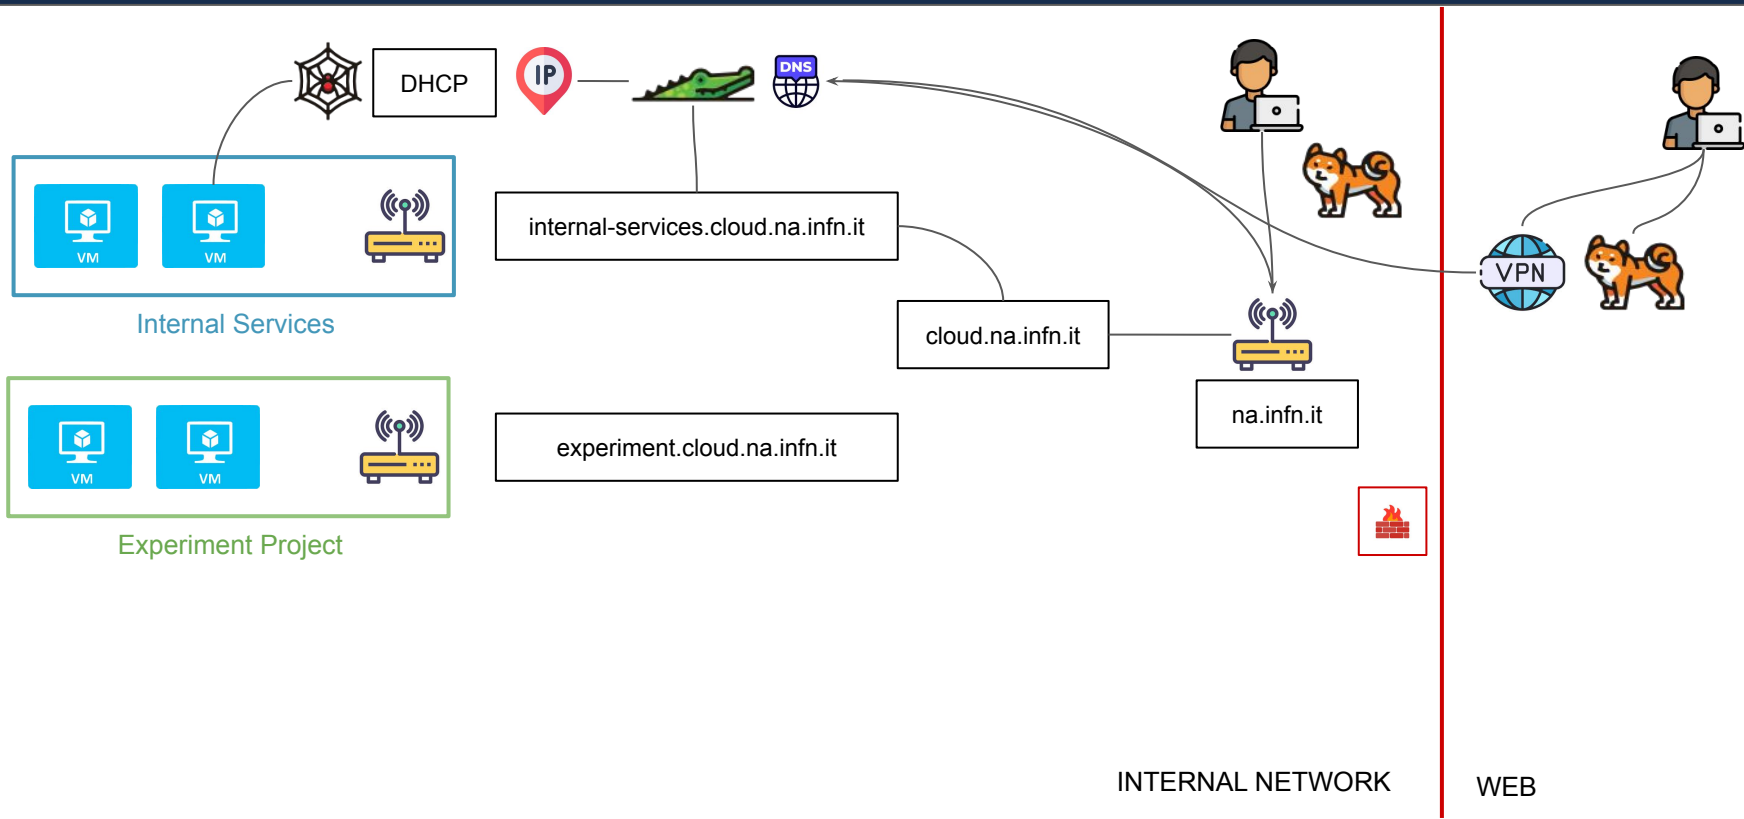 DHCP
IP
DNS
VM
VM
internal-services.cloud.na.infn.it
VPN
Internal Services
cloud.na.infn.it
na.infn.it
VM
VM
experiment.cloud.na.infn.it
Experiment Project
INTERNAL NETWORK
WEB